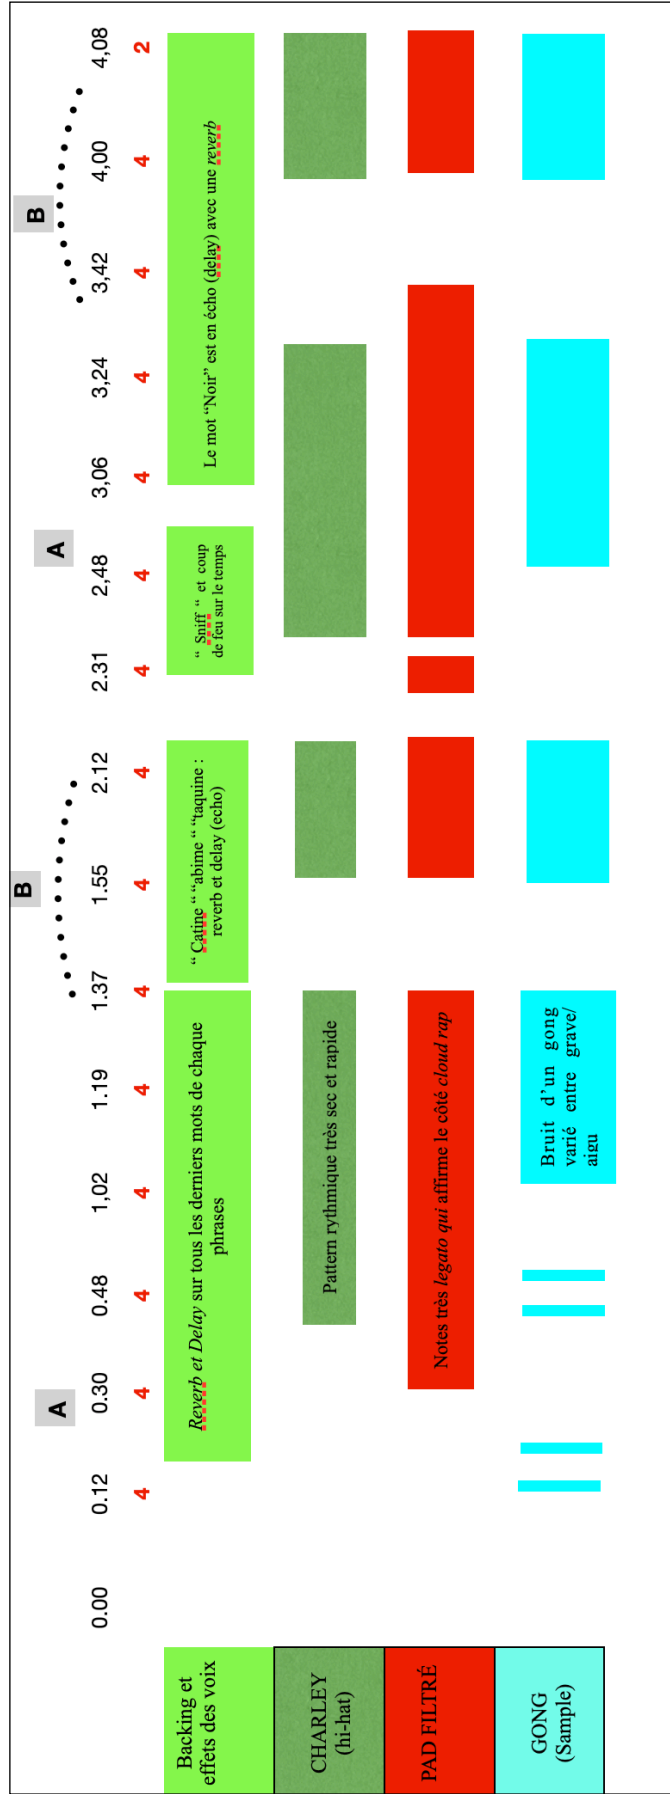 A
B
A
B
0.00
0.12
0.30
0.48
1,02
1.19
1.37
1.55
2.12
2.31
2,48
3,06
3,24
3,42
4,00
4,08
4
4
4
4
4
4
4
4
4
4
4
4
4
4
2
Backing et
effets des voix
Reverb et Delay sur tous les derniers mots de chaque
phrases
“ Catine “ “abime “ “taquine :
reverb et delay (echo)
“ Sniff “ et coup
de feu sur le temps
Le mot “Noir” est en écho (delay) avec une reverb
CHARLEY
(hi-hat)
Pattern rythmique très sec et rapide
PAD FILTRÉ
Notes très legato qui affirme le côté cloud rap
GONG
(Sample)
Bruit d’un gong
varié entre grave/
aigu